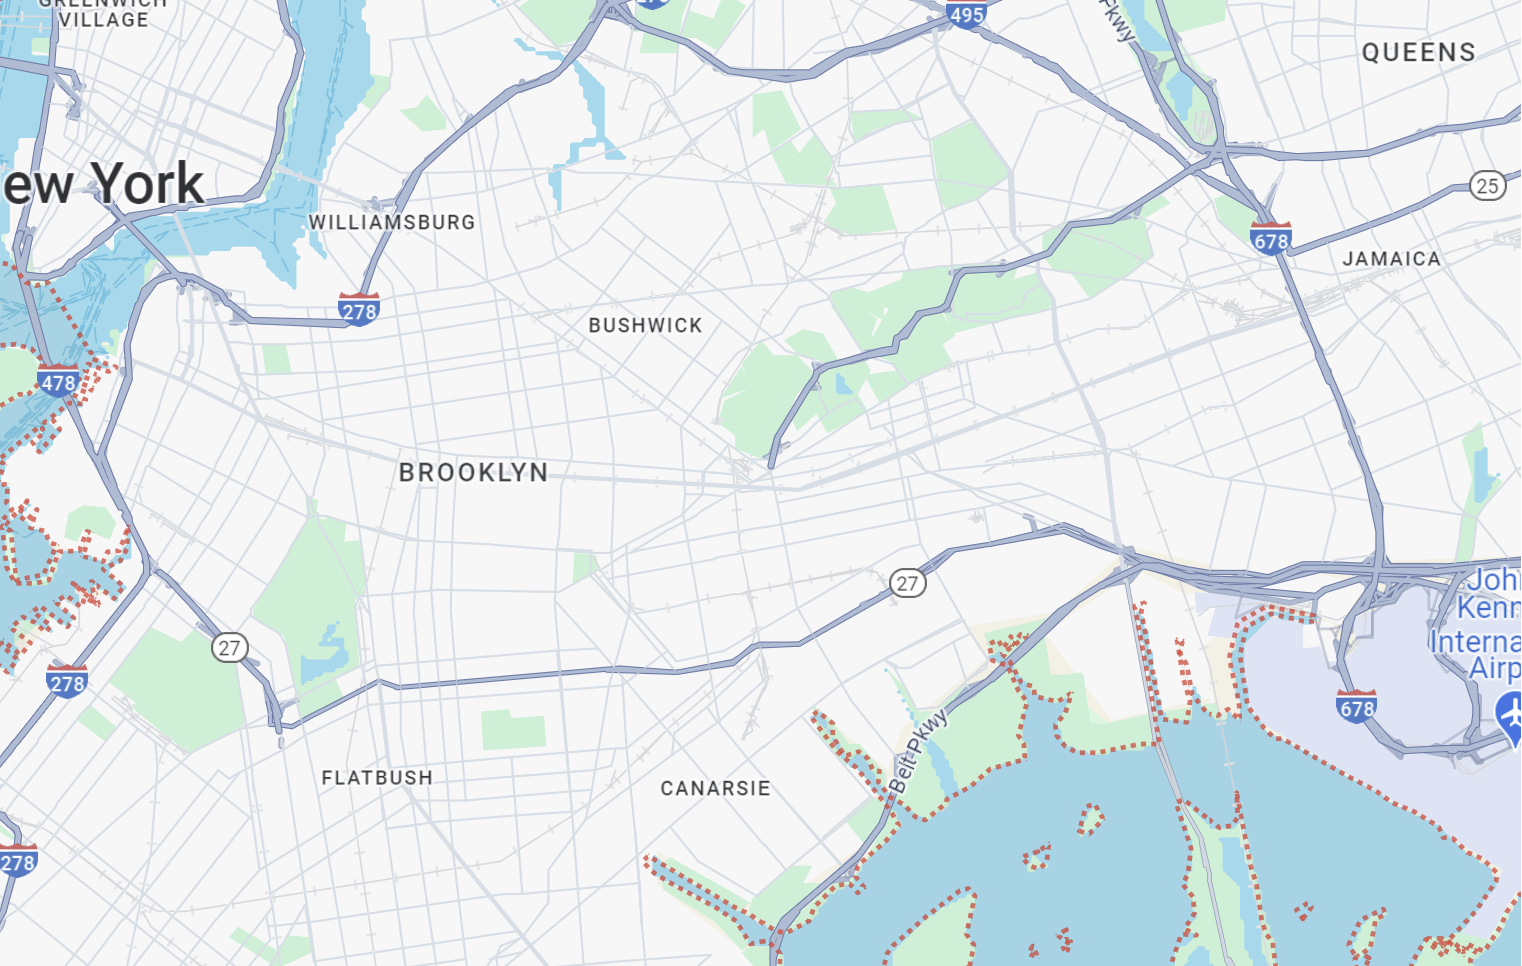 GREENWICH
VILLAGE
495
Pkwy
QUEENS
ew York
25
WILLIAMSBURG
678
JAMAICA
278
BUSHWICK
478
BROOKLYN
27
Joh
Kenn
Interna
Airp
27
278
678
Belt Pkwy
FLATBUSH
CANARSIE
278